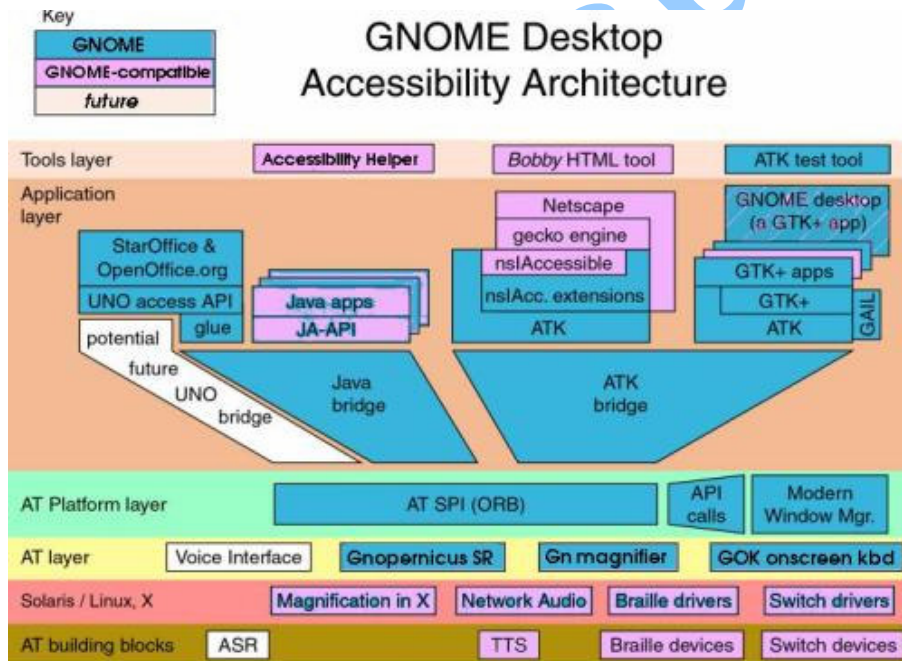 Key
GNOME
GNOME-compatible
future
GNOME Desktop
Accessibility Architecture
Tools layer
Accessibility Helper
Bobby HTML tool
ATK test tool
Application
layer
StarOffice &
OpenOffice.org
UNO access API
glue
Java apps
JA-API
Netscape
gecko engine
nsIAccessible
nsIAcc. extensions
ATK
GNOME desktop
(a GTK+ app)
GTK+ apps
GTK+
ATK
GAIL
potential
future
UNO
bridge
Java
bridge
ATK
bridge
AT Platform layer
AT SPI (ORB)
API
calls
Modern
Window Mgr.
AT layer
Voice Interface
Gnopernicus SR
Gn magnifier
GOK onscreen kbd
Solaris / Linux, X
Magnification in X
Network Audio
Braille drivers
Switch drivers
AT building blocks
ASR
TTS
Braille devices
Switch devices